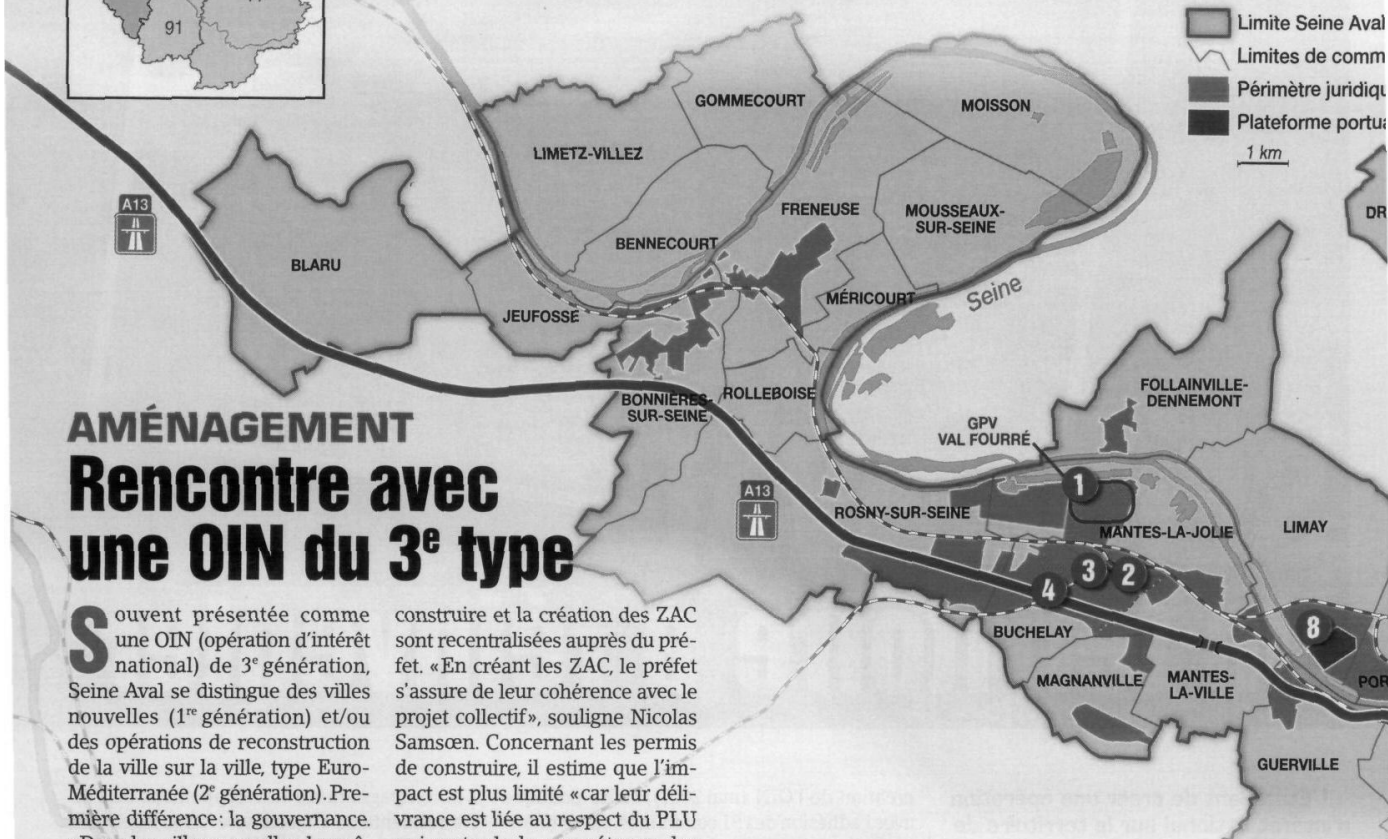 91
Limite Seine Aval
Limites de comm
Périmètre juridiqu
Plateforme portua
1 km
GOMMECOURT
MOISSON
LIMETZ-VILLEZ
DR
A13
FRENEUSE
MOUSSEAUX-
SUR-SEINE
BENNECOURT
BLARU
MÉRICOURT
Seine
JEUFOSSE
FOLLAINVILLE-
DENNEMONT
BONNIÈRES-
SUR-SEINE
ROLLEBOISE
GPV
VAL FOURRÉ
1
A13
ROSNY-SUR-SEINE
MANTES-LA-JOLIE
LIMAY
4
3
2
8
BUCHELAY
MAGNANVILLE
MANTES-
LA-VILLE
POR
GUERVILLE
AMÉNAGEMENT
Rencontre avec
une OIN du 3e type
Souvent présentée comme
une OIN (opération d'intérêt
national) de 3e génération,
Seine Aval se distingue des villes
nouvelles (1re génération) et/ou
des opérations de reconstruction
de la ville sur la ville, type Euro-
Méditerranée (2e génération). Pre-
mière différence: la gouvernance.
construire et la création des ZAC
sont recentralisées auprès du pré-
fet. «En créant les ZAC, le préfet
s'assure de leur cohérence avec le
projet collectif», souligne Nicolas
Samsœn. Concernant les permis
de construire, il estime que l'im-
pact est plus limité «car leur déli-
vrance est liée au respect du PLU